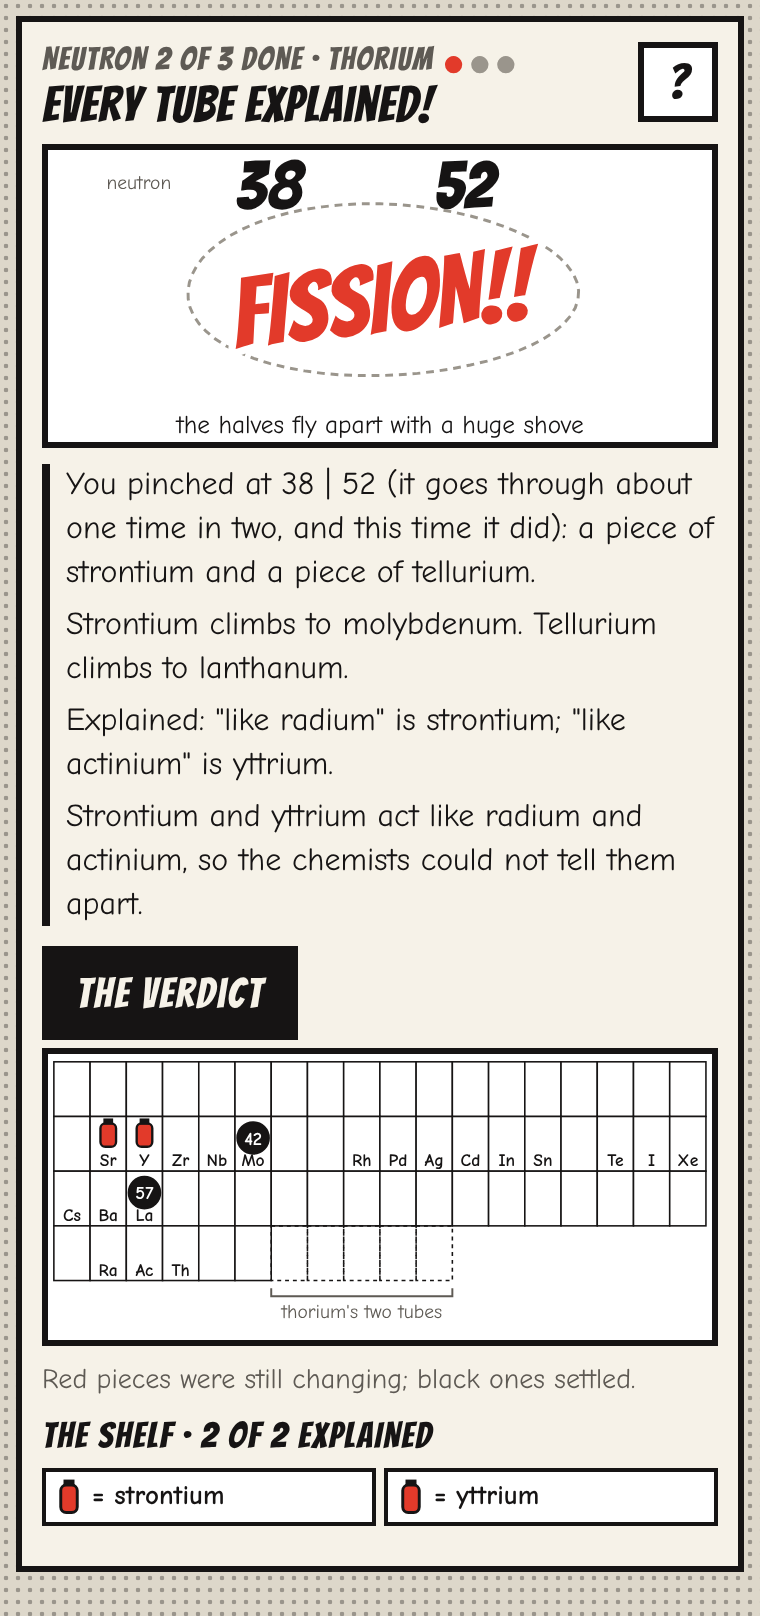 NEUTRON 2 OF 3 DONE · THORIUM
EVERY TUBE EXPLAINED!
?
neutron
38 52
FISSION!!
the halves fly apart with a huge shove
You pinched at 38 | 52 (it goes through about
one time in two, and this time it did): a piece of
strontium and a piece of tellurium.
Strontium climbs to molybdenum. Tellurium
climbs to lanthanum.
Explained: "like radium" is strontium; "like
actinium" is yttrium.
Strontium and yttrium act like radium and
actinium, so the chemists could not tell them
apart.
THE VERDICT
42
Sr Y Zr Nb Mo Rh Pd Ag Cd In Sn Te I Xe
57
Cs Ba La
Ra Ac Th
thorium's two tubes
Red pieces were still changing; black ones settled.
THE SHELF · 2 OF 2 EXPLAINED
= strontium
= yttrium